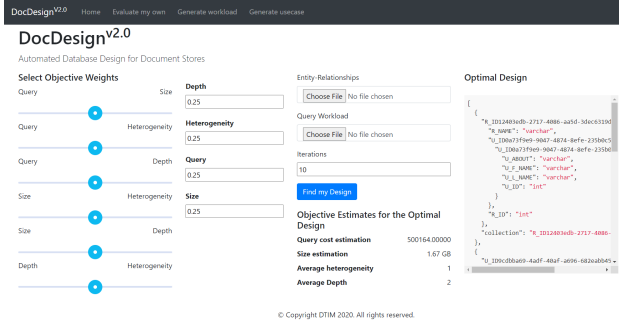 DocDesignV2.0 Home Evaluate my own Generate workload Generate usecase
DocDesignV2.0
Automated Database Design for Document Stores
Select Objective Weights
Query Size
Query Heterogeneity
Query Depth
Size Heterogeneity
Size Depth
Depth Heterogeneity
Depth
0.25
Heterogeneity
0.25
Query
0.25
Size
0.25
Entity-Relationships
Choose File No file chosen
Query Workload
Choose File No file chosen
Iterations
10
Find my Design
Objective Estimates for the Optimal
Design
Query cost estimation 500164.00000
Size estimation 1.67 GB
Average heterogeneity 1
Average Depth 2
Optimal Design
{
{
"R_ID12403edb-2717-4086-aa5d-3dec6319d
"R_NAME": "varchar",
"U_ID0a73f9e9-9047-4874-8efe-235b0c5
"U_ID0a73f9e9-9047-4874-8efe-235b0
"U_ABOUT": "varchar",
"U_F_NAME": "varchar",
"U_L_NAME": "varchar",
"U_ID": "int"
}
},
"R_ID": "int"
},
"collection": "R_ID12403edb-2717-4086-
},
{
"U_ID9cdbba69-4adf-40af-a696-682eabb45
© Copyright DTIM 2020. All rights reserved.